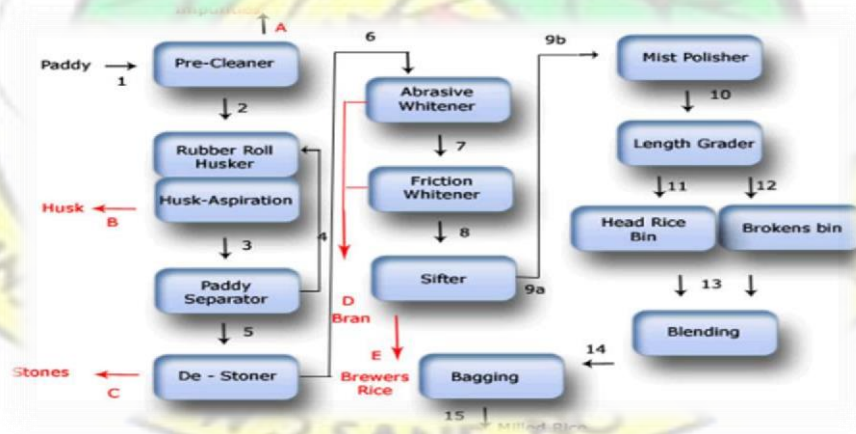 A
Paddy
1
Pre-Cleaner
2
Rubber Roll
Husker
Husk-Aspiration
Husk
B
3
4
Paddy
Separator
5
Stones
C
De - Stoner
6
Abrasive
Whitener
7
Friction
Whitener
8
Sifter
9a
D
Bran
E
Brewers
Rice
9b
Mist Polisher
10
Length Grader
11
12
Head Rice
Bin
Brokens bin
13
Blending
14
Bagging
15
Milled Rice